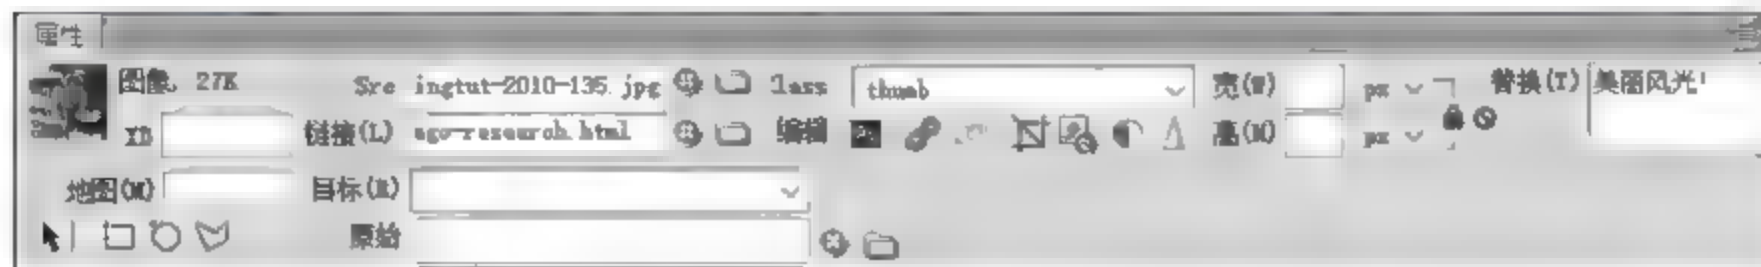 属性
图像, 27K Src ingtut-2010-135.jpg Class thumb 宽(W) px 替换(T) 美丽风光!
ID 链接(L) 编辑 高(H) px
地图(M) 目标(R)
原始